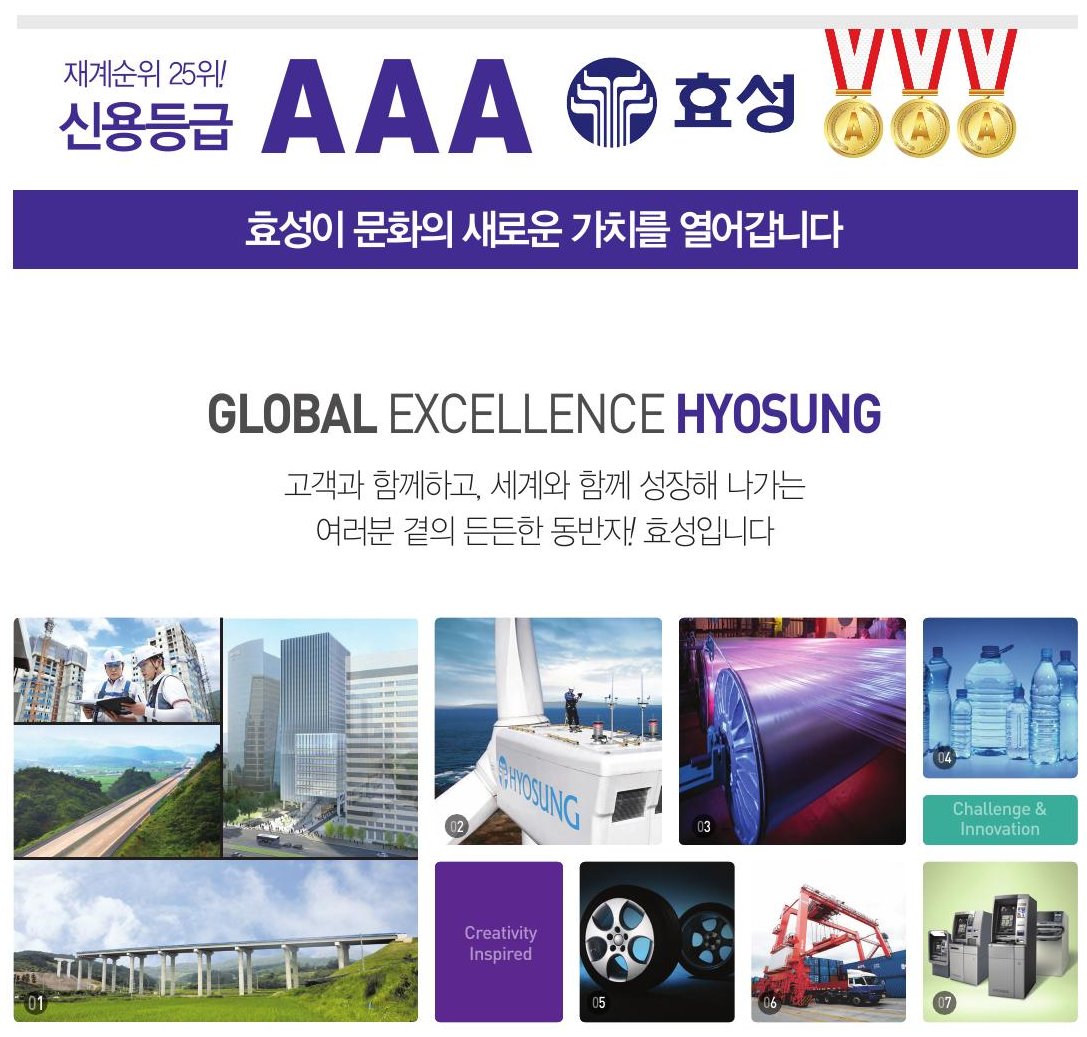 재계순위 25위!
신용등급
AAA
효성
A A A
효성이 문화의 새로운 가치를 열어갑니다
GLOBAL EXCELLENCE HYOSUNG
고객과 함께하고, 세계와 함께 성장해 나가는
여러분 곁의 든든한 동반자! 효성입니다
HYOSUNG
02
03
04
Challenge &
Innovation
Creativity
Inspired
01
05
06
07